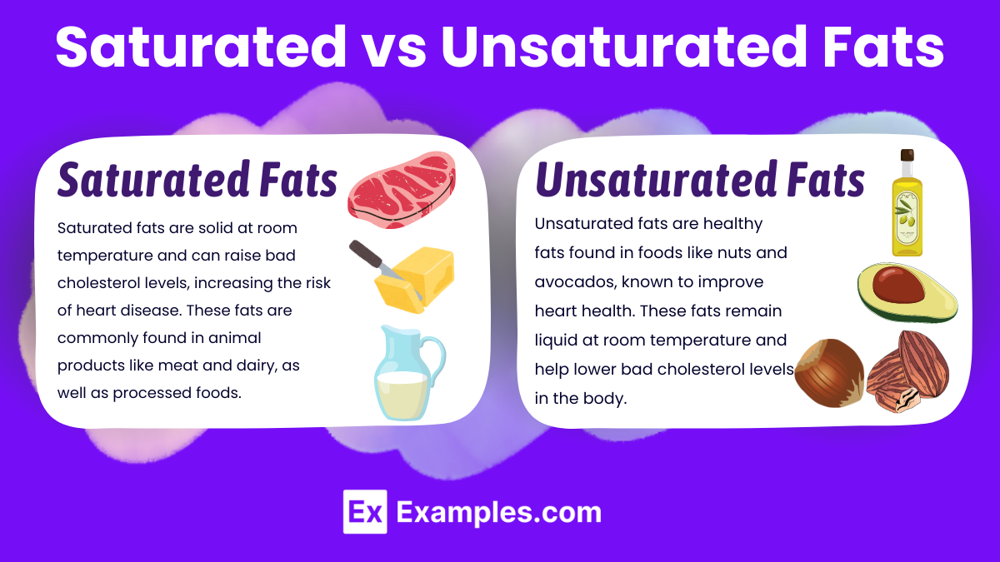 Saturated vs Unsaturated Fats
Saturated Fats
Saturated fats are solid at room
temperature and can raise bad
cholesterol levels, increasing the risk
of heart disease. These fats are
commonly found in animal
products like meat and dairy, as
well as processed foods.
Unsaturated Fats
Unsaturated fats are healthy
fats found in foods like nuts and
avocados, known to improve
heart health. These fats remain
liquid at room temperature and
help lower bad cholesterol levels
in the body.
Ex Examples.com